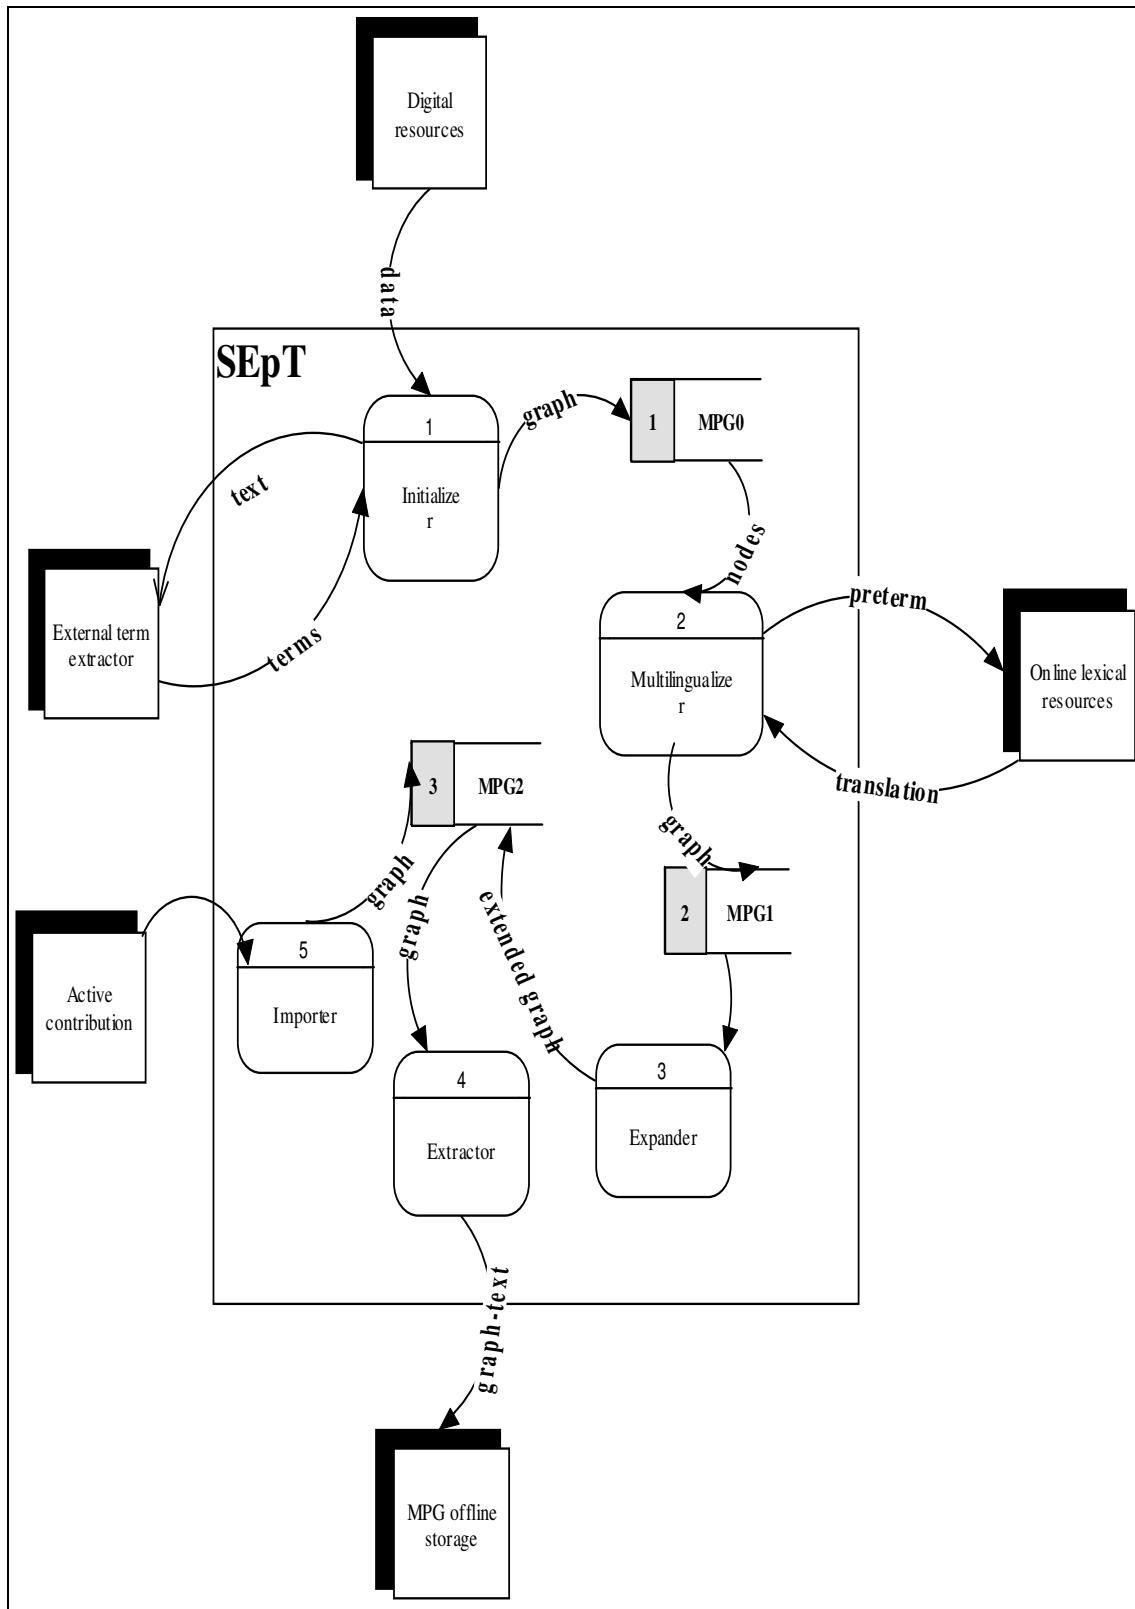 Digital
resources
data
SEpT
1
Initialize
r
graph
1
MPG0
text
nodes
External term
extractor
terms
2
Multilingualize
r
preterm
Online lexical
resources
translation
3
MPG2
graph
graph
graph
extended graph
2
MPG1
Active
contribution
5
Importer
4
Extractor
3
Expander
graph-text
MPG offline
storage